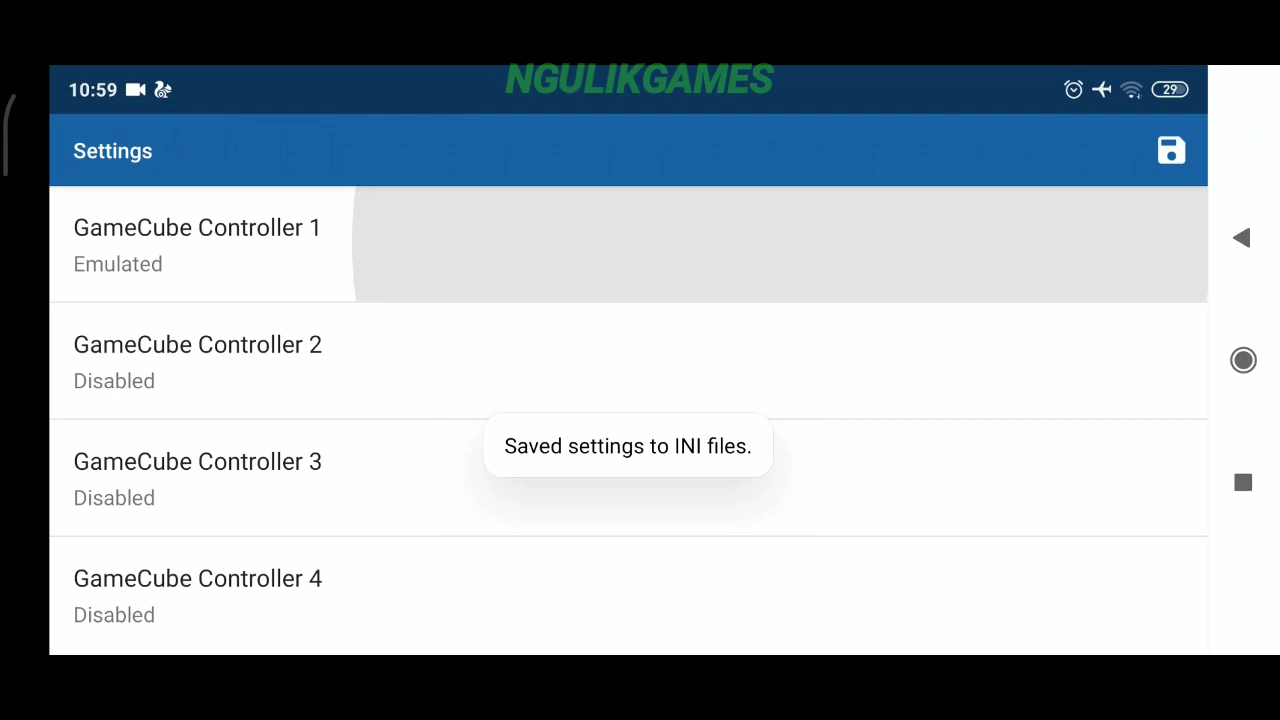 NGULIKGAMES
10:59
29
Settings
GameCube Controller 1
Emulated
GameCube Controller 2
Disabled
Saved settings to INI files.
GameCube Controller 3
Disabled
GameCube Controller 4
Disabled